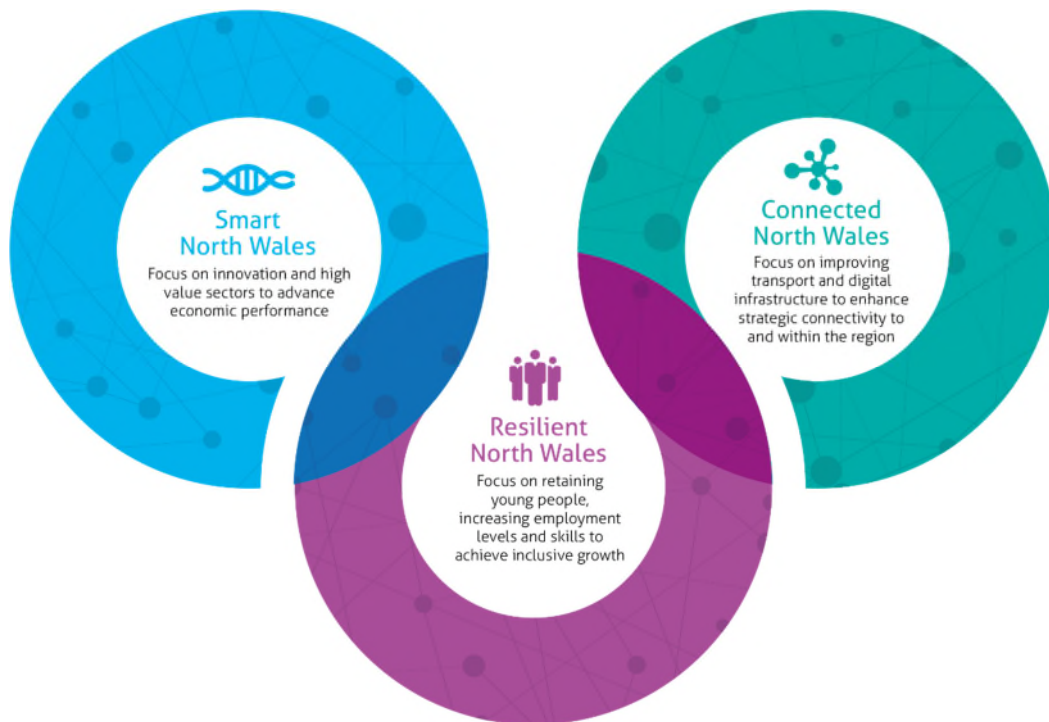 Smart
North Wales
Focus on innovation and high
value sectors to advance
economic performance
Connected
North Wales
Focus on improving
transport and digital
infrastructure to enhance
strategic connectivity to
and within the region
Resilient
North Wales
Focus on retaining
young people,
increasing employment
levels and skills to
achieve inclusive growth